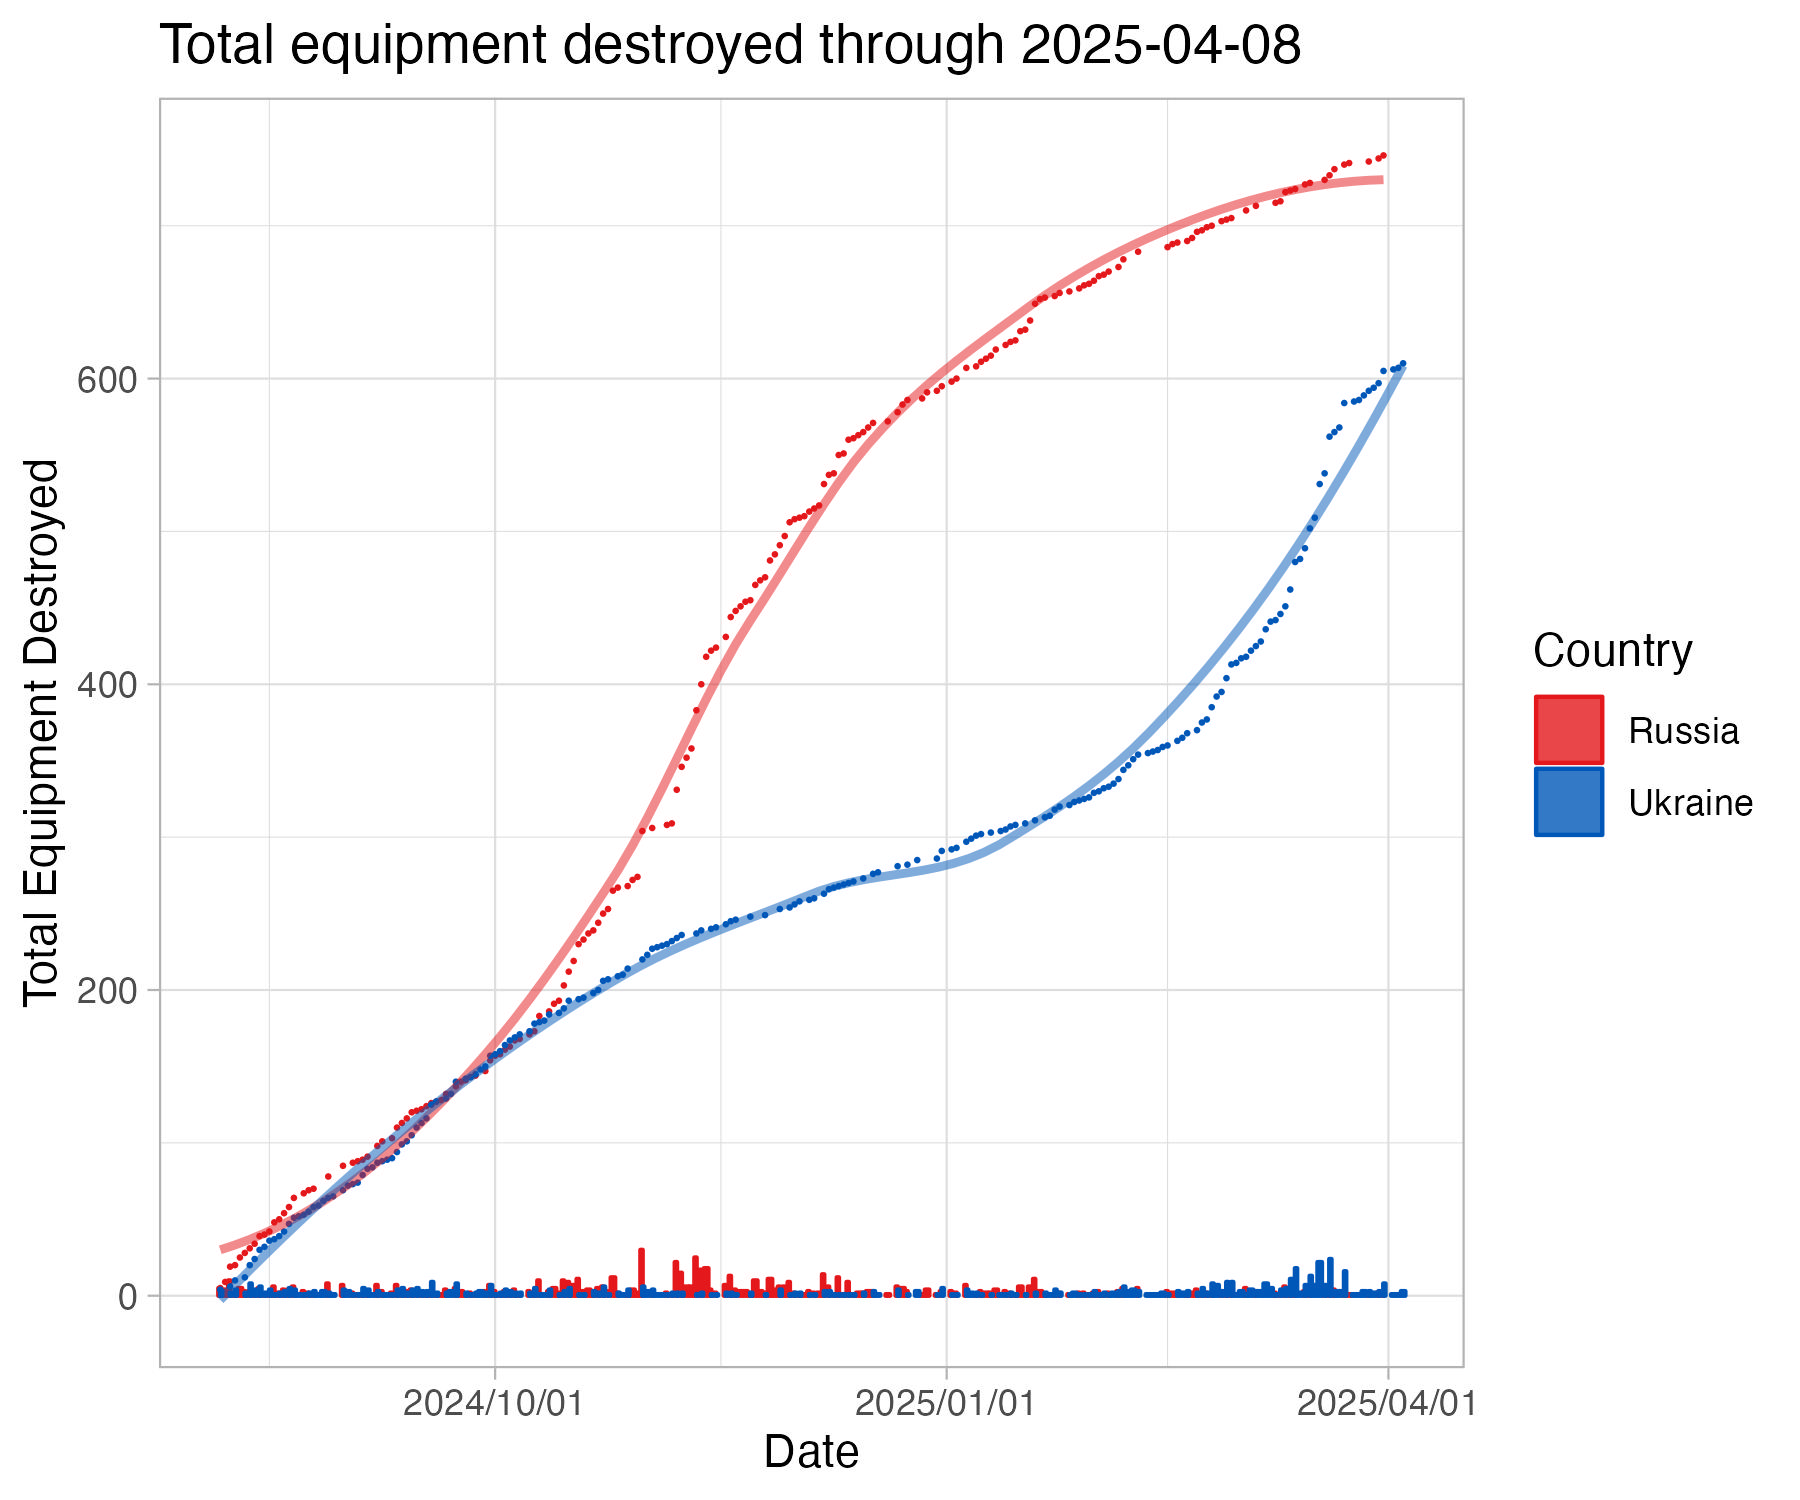 Total equipment destroyed through 2025-04-08
Total Equipment Destroyed
600
400
200
0
2024/10/01
2025/01/01
2025/04/01
Date
Country
Russia
Ukraine